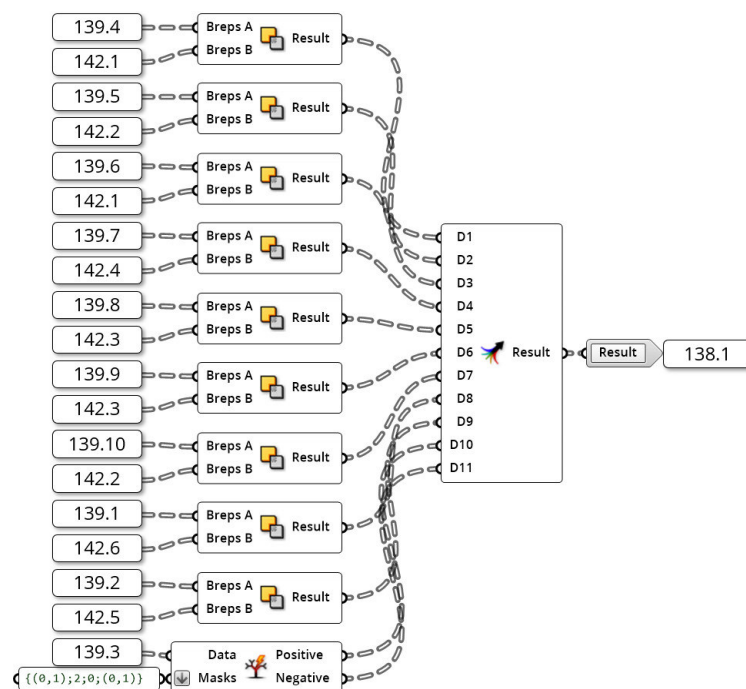 139.4
142.1
Breps A
Breps B
Result
139.5
142.2
Breps A
Breps B
Result
139.6
142.1
Breps A
Breps B
Result
139.7
142.4
Breps A
Breps B
Result
139.8
142.3
Breps A
Breps B
Result
139.9
142.3
Breps A
Breps B
Result
139.10
142.2
Breps A
Breps B
Result
139.1
142.6
Breps A
Breps B
Result
139.2
142.5
Breps A
Breps B
Result
139.3
{(0,1);2;0;(0,1)}
Data
Masks
Positive
Negative
D1
D2
D3
D4
D5
D6
D7
D8
D9
D10
D11
Result
Result
138.1